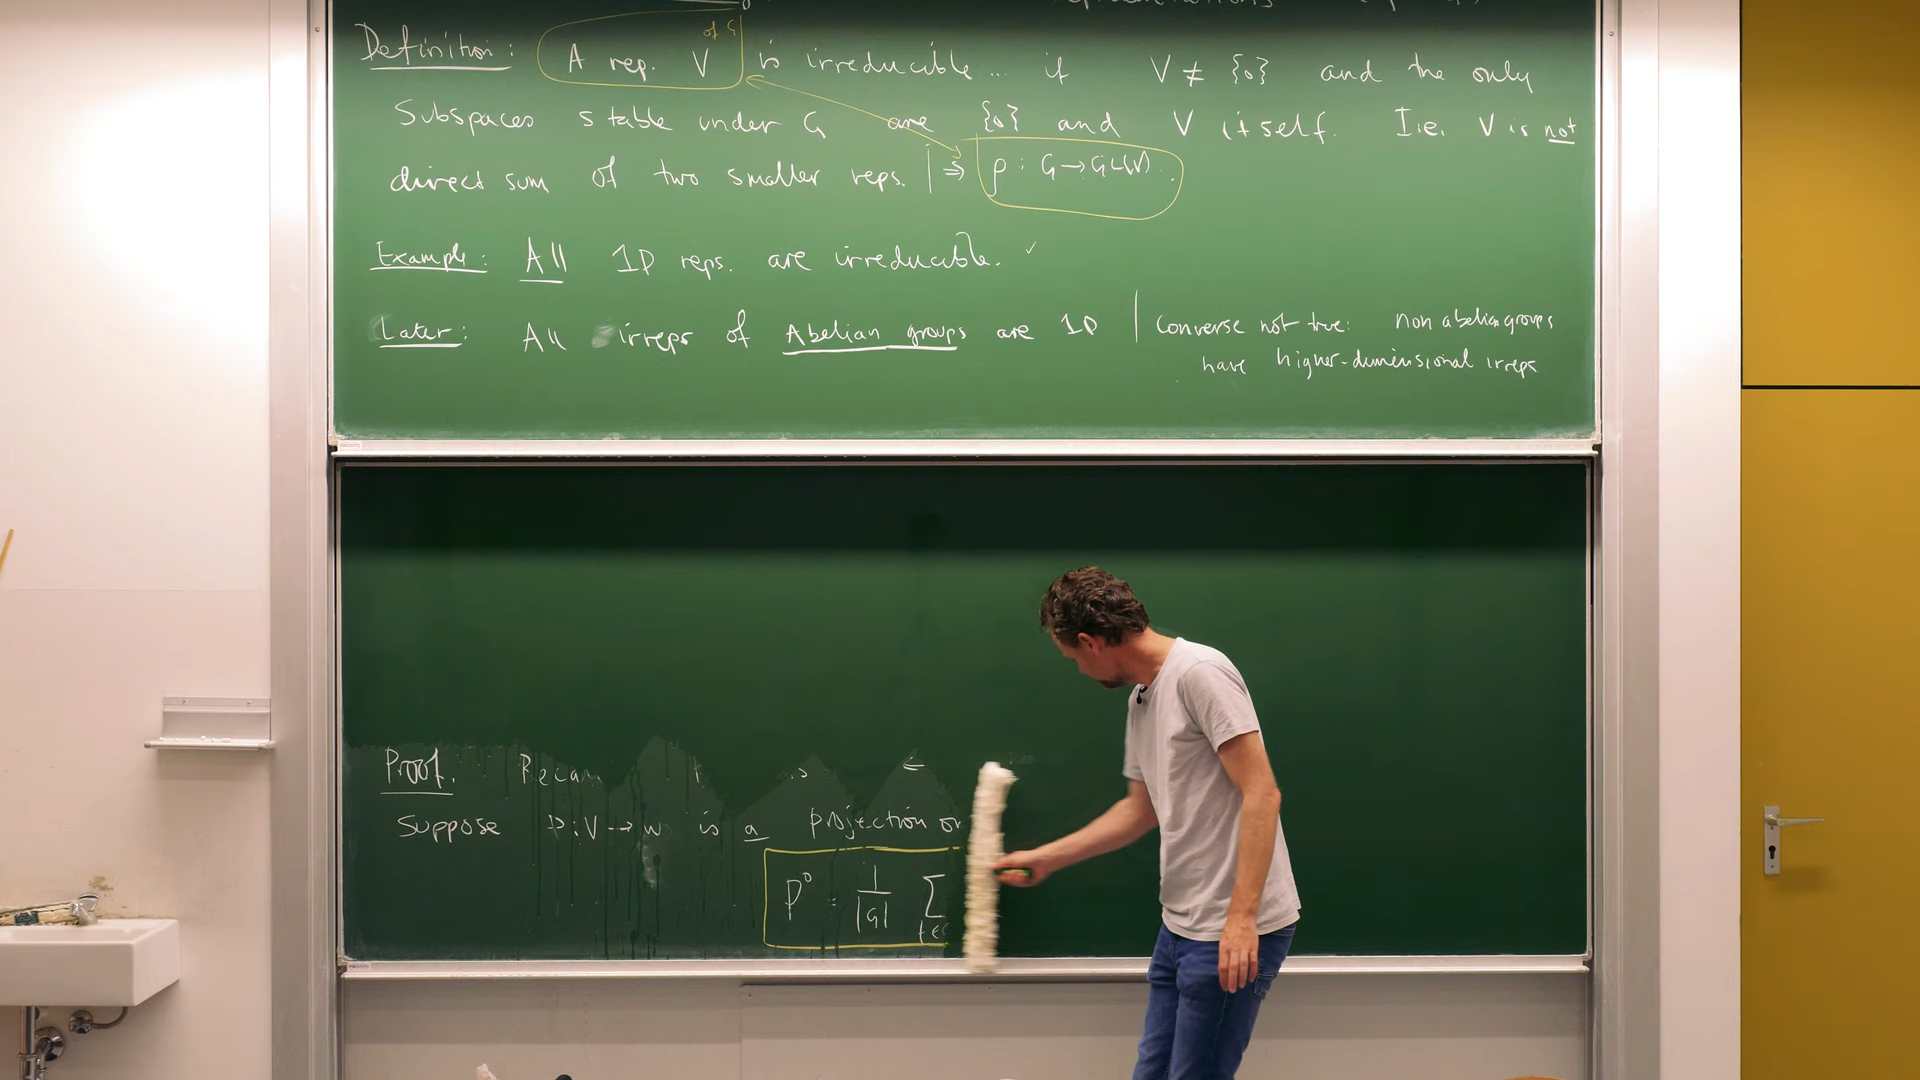 Definition: A rep. V of G is irreducible ... if V ≠ {0} and the only
Subspaces stable under G are {0} and V itself. I.e. V is not
direct sum of two smaller reps. | ⇒ ρ : G → GL(V).
Example: All 1D reps. are irreducible. ✓
Later: All irreps of Abelian groups are 1D | Converse not true: non abelian groups
have higher-dimensional irreps
Proof.
Suppose p: V → W is a projection
P⁰ = 1/|G| ∑